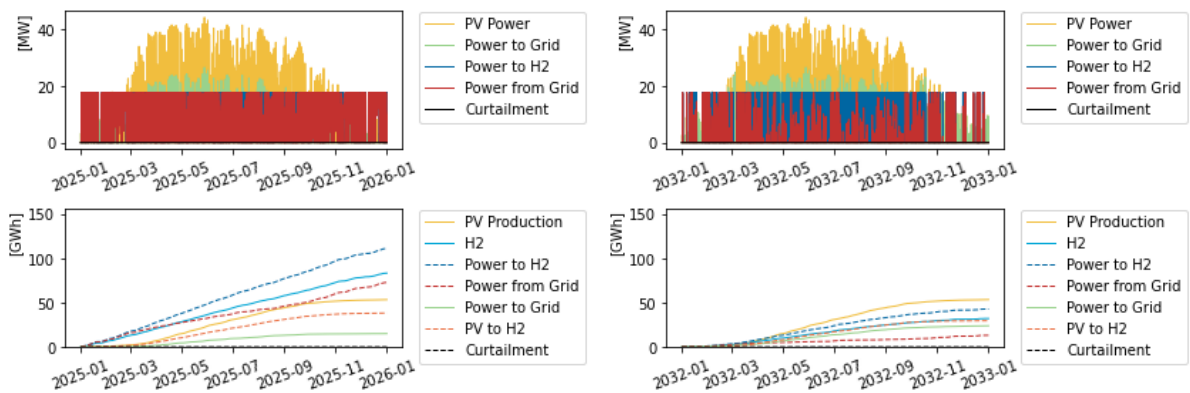 [MW]
40
20
0
2025-01
2025-03
2025-05
2025-07
2025-09
2025-11
2026-01
PV Power
Power to Grid
Power to H2
Power from Grid
Curtailment
[MW]
40
20
0
2032-01
2032-03
2032-05
2032-07
2032-09
2032-11
2033-01
PV Power
Power to Grid
Power to H2
Power from Grid
Curtailment
[GWh]
150
100
50
0
2025-01
2025-03
2025-05
2025-07
2025-09
2025-11
2026-01
PV Production
H2
Power to H2
Power from Grid
Power to Grid
PV to H2
Curtailment
[GWh]
150
100
50
0
2032-01
2032-03
2032-05
2032-07
2032-09
2032-11
2033-01
PV Production
H2
Power to H2
Power from Grid
Power to Grid
PV to H2
Curtailment